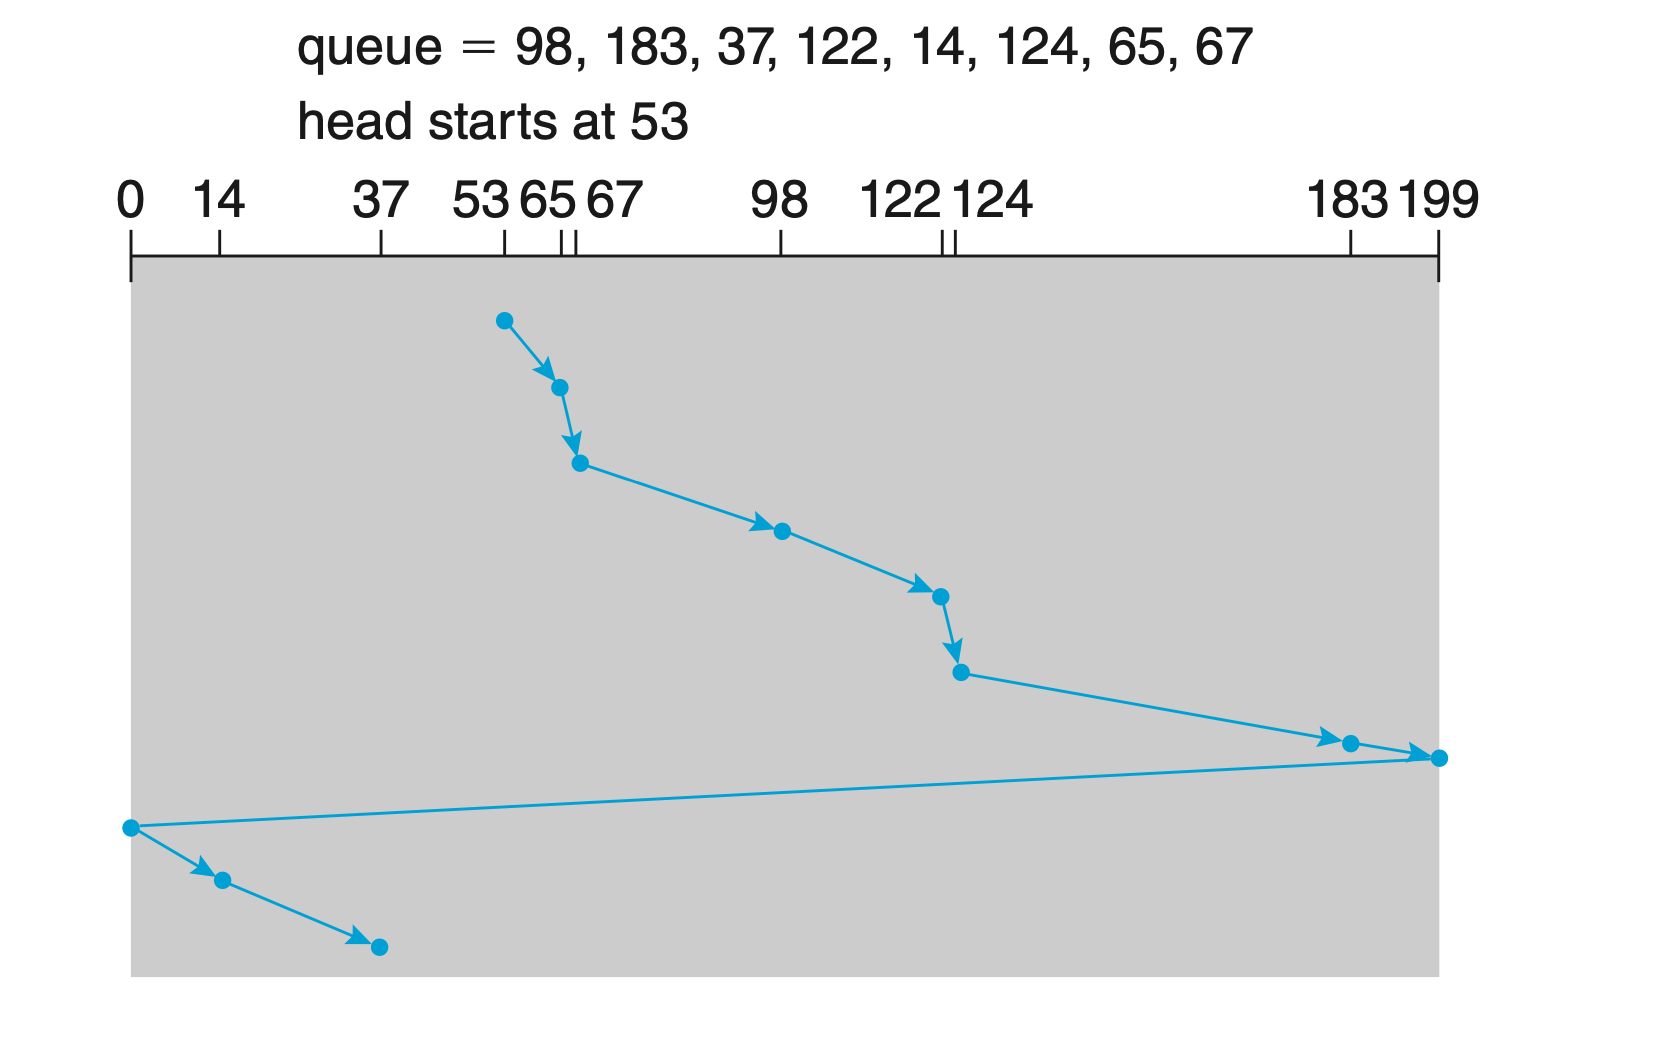 queue = 98, 183, 37, 122, 14, 124, 65, 67
head starts at 53
0 14 37 53 65 67 98 122 124 183 199